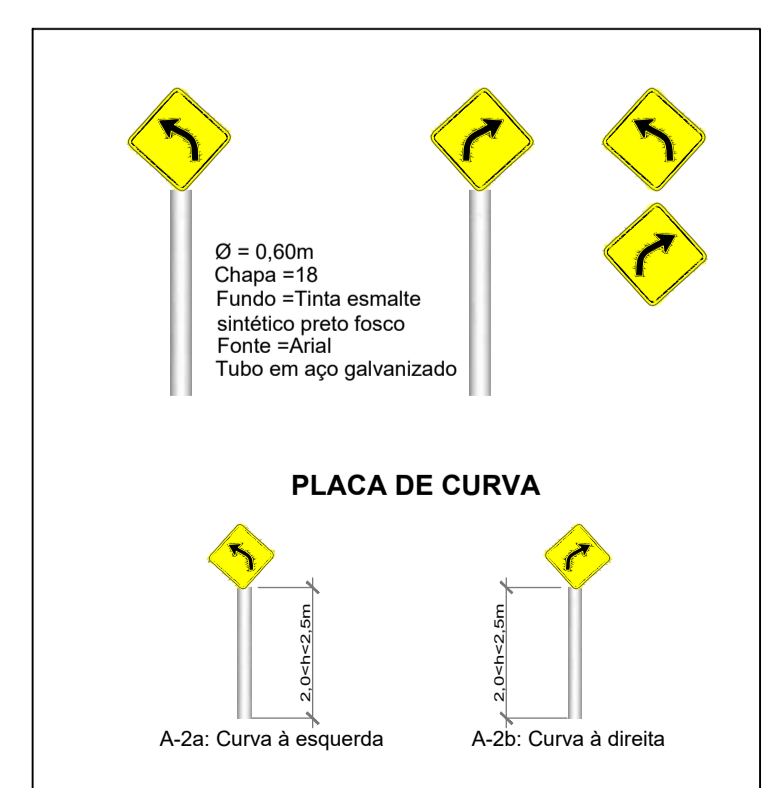 Ø = 0,60m
Chapa =18
Fundo =Tinta esmalte
sintético preto fosco
Fonte =Arial
Tubo em aço galvanizado
PLACA DE CURVA
2,0<h<2,5m
2,0<h<2,5m
A-2a: Curva à esquerda
A-2b: Curva à direita